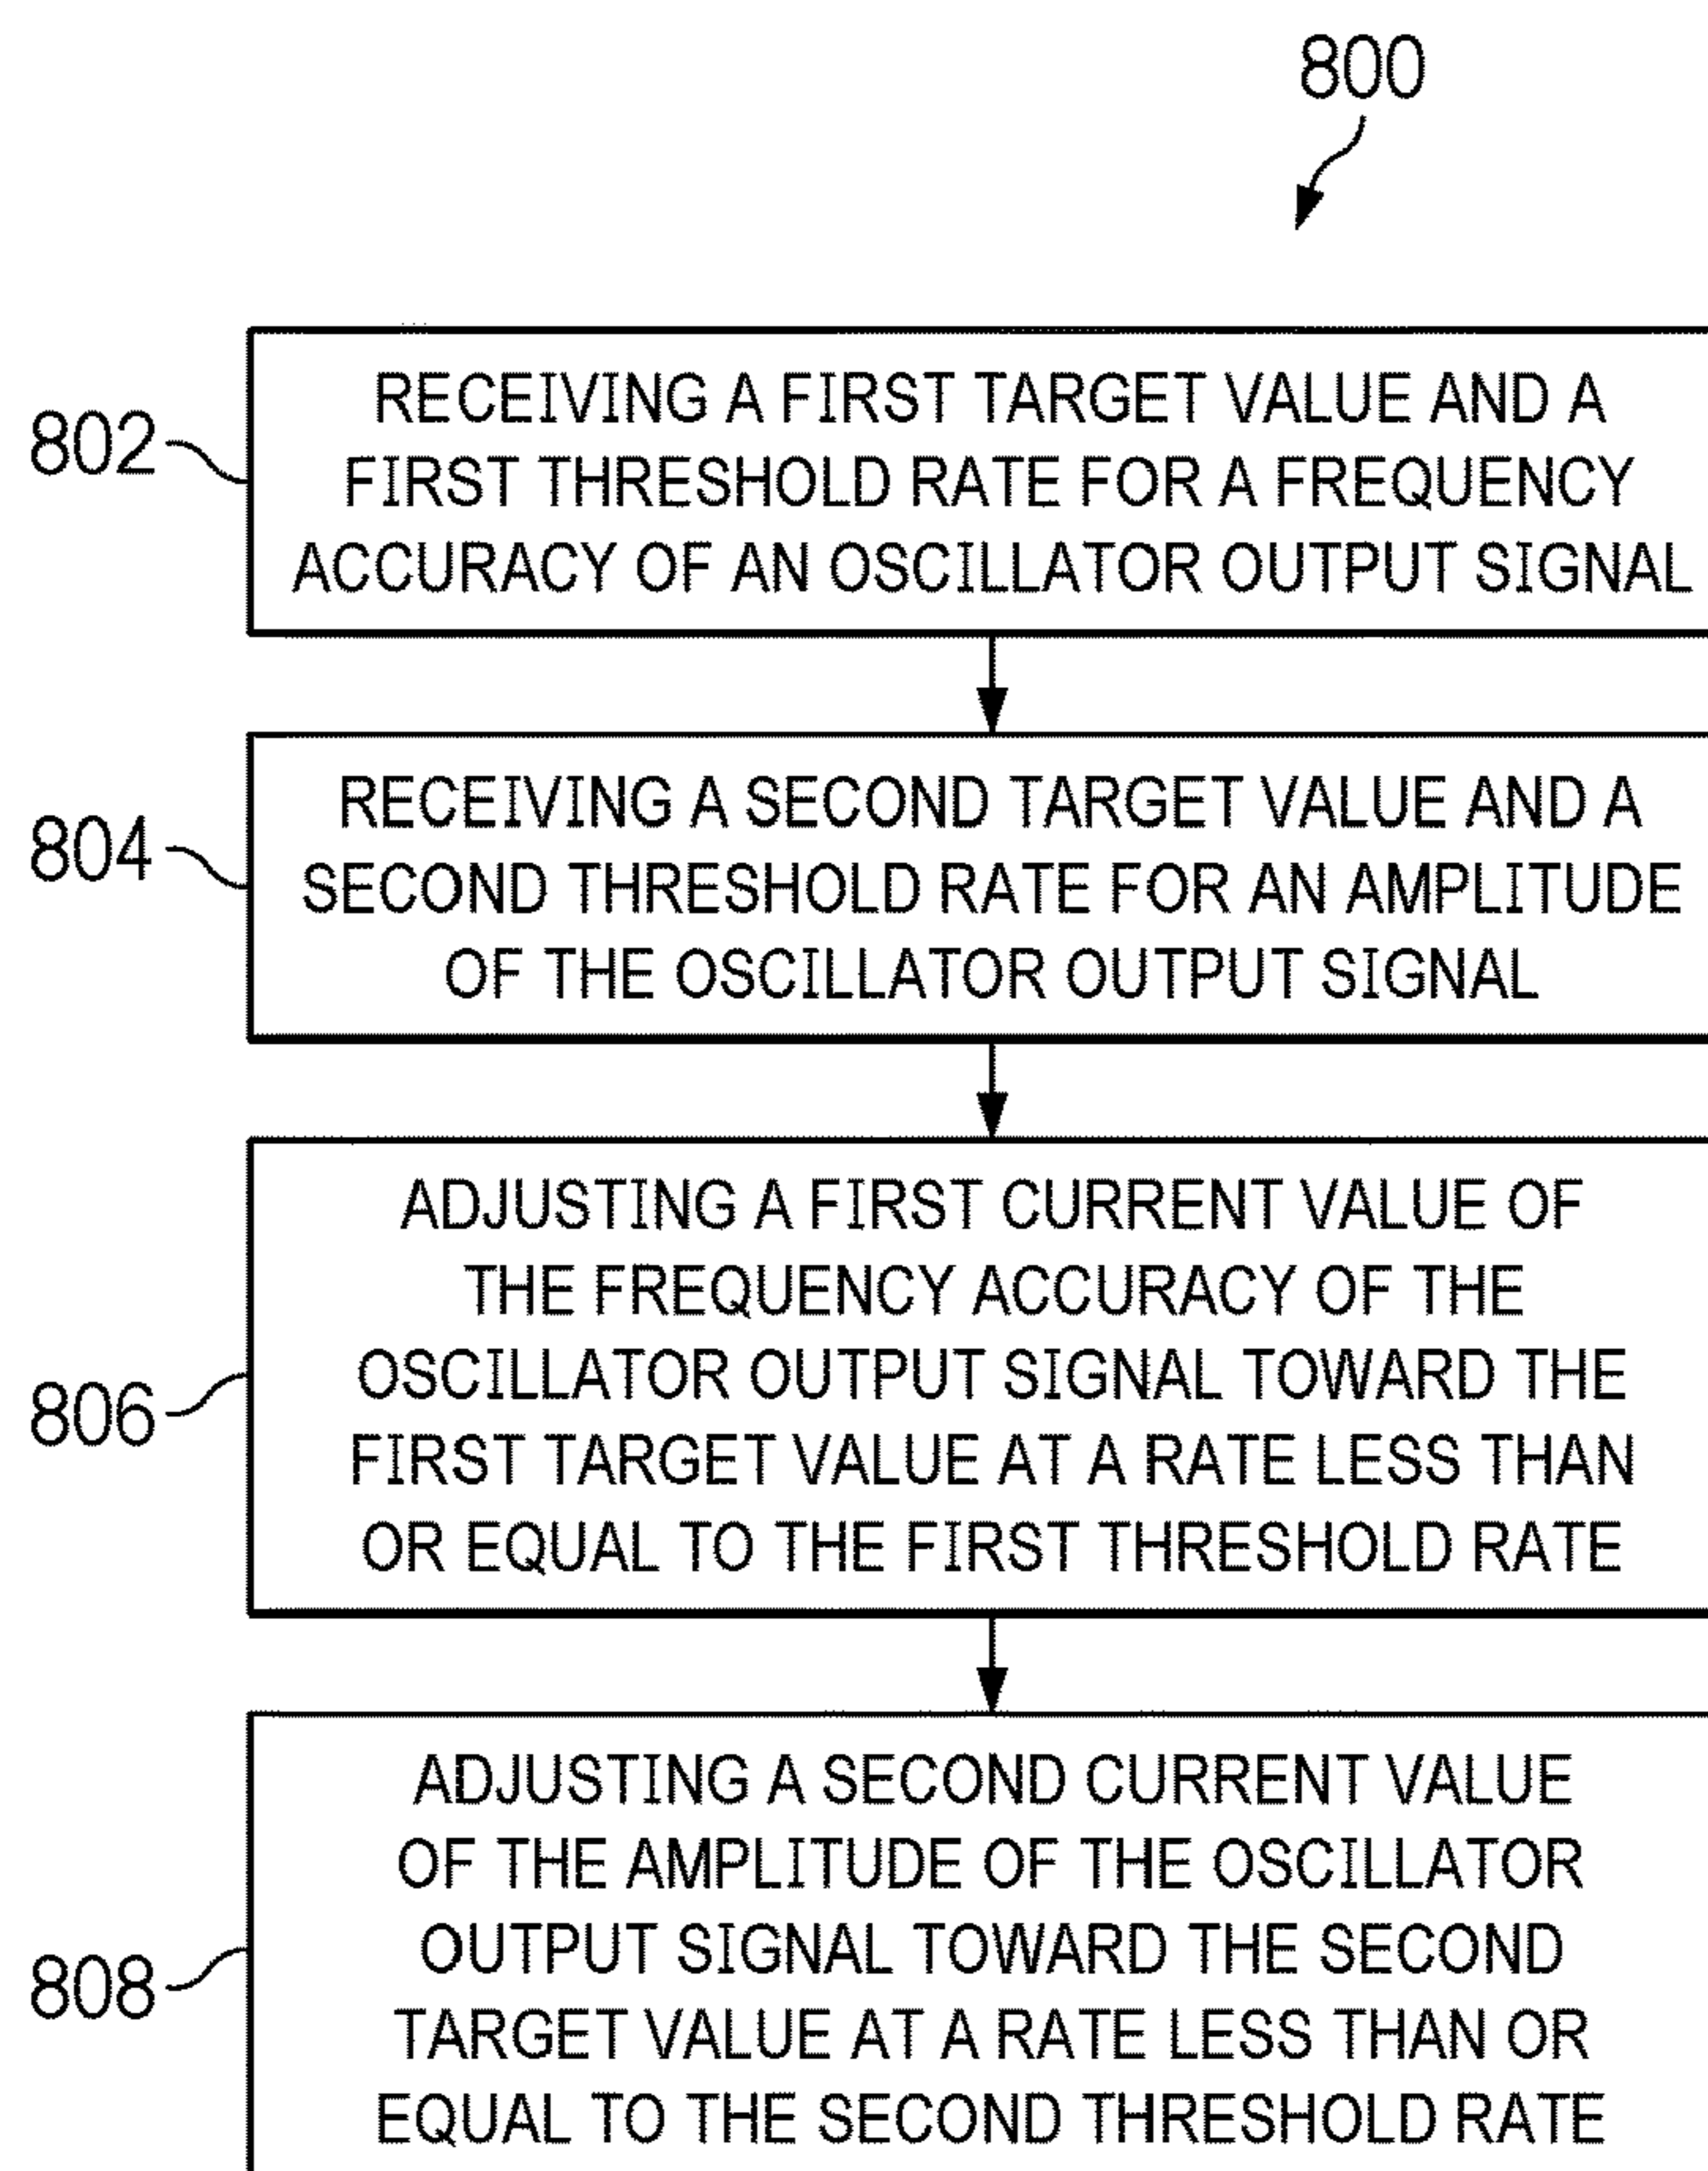 800
802
RECEIVING A FIRST TARGET VALUE AND A
FIRST THRESHOLD RATE FOR A FREQUENCY
ACCURACY OF AN OSCILLATOR OUTPUT SIGNAL
804
RECEIVING A SECOND TARGET VALUE AND A
SECOND THRESHOLD RATE FOR AN AMPLITUDE
OF THE OSCILLATOR OUTPUT SIGNAL
806
ADJUSTING A FIRST CURRENT VALUE OF
THE FREQUENCY ACCURACY OF THE
OSCILLATOR OUTPUT SIGNAL TOWARD THE
FIRST TARGET VALUE AT A RATE LESS THAN
OR EQUAL TO THE FIRST THRESHOLD RATE
808
ADJUSTING A SECOND CURRENT VALUE
OF THE AMPLITUDE OF THE OSCILLATOR
OUTPUT SIGNAL TOWARD THE SECOND
TARGET VALUE AT A RATE LESS THAN OR
EQUAL TO THE SECOND THRESHOLD RATE